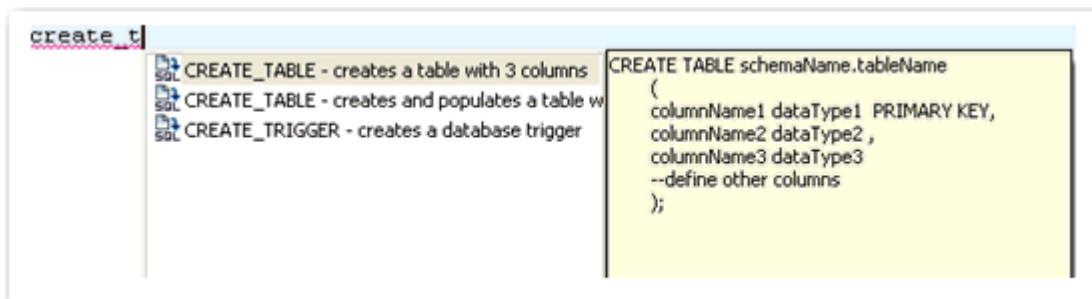 create_t
CREATE_TABLE - creates a table with 3 columns
CREATE_TABLE - creates and populates a table w
CREATE_TRIGGER - creates a database trigger
CREATE TABLE schemaName.tableName
(
columnName1 dataType1  PRIMARY KEY,
columnName2 dataType2 ,
columnName3 dataType3
--define other columns
);